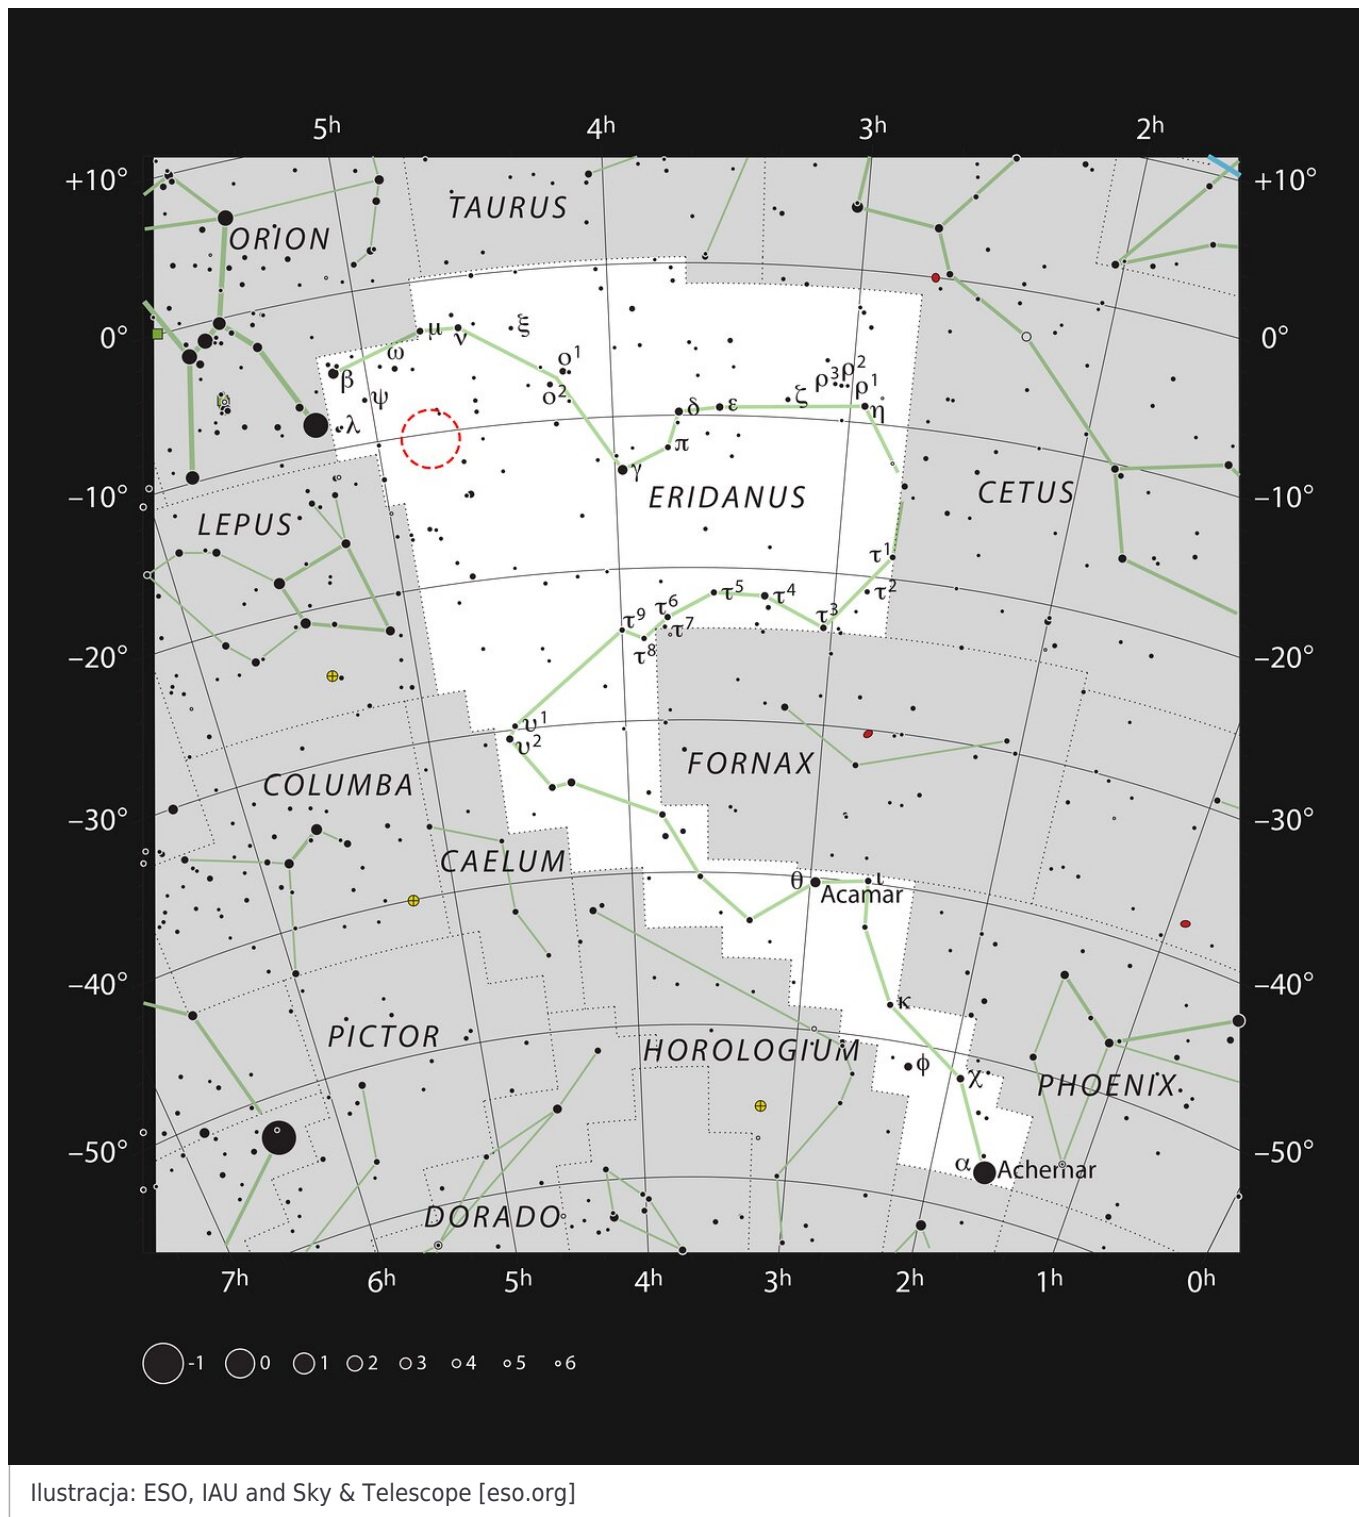 5h 4h 3h 2h
+10° +10°
TAURUS
ORION
0° 0°
μ ν ξ
ω ο1
β ψ ο2 ρ3 ρ2 ρ1
δ ε ζ η
λ
π
γ
ERIDANUS CETUS
−10° −10°
LEPUS
τ1
τ9 τ6 τ5 τ4 τ3 τ2
τ8 τ7
−20° −20°
υ1
υ2
FORNAX
COLUMBA
−30° −30°
CAELUM
θ Acamar ι
−40° −40°
κ
PICTOR HOROLOGIUM
φ χ PHOENIX
−50° −50°
α Achernar
DORADO
7h 6h 5h 4h 3h 2h 1h 0h
-1 0 1 2 3 4 5 6
Ilustracja: ESO, IAU and Sky & Telescope [eso.org]